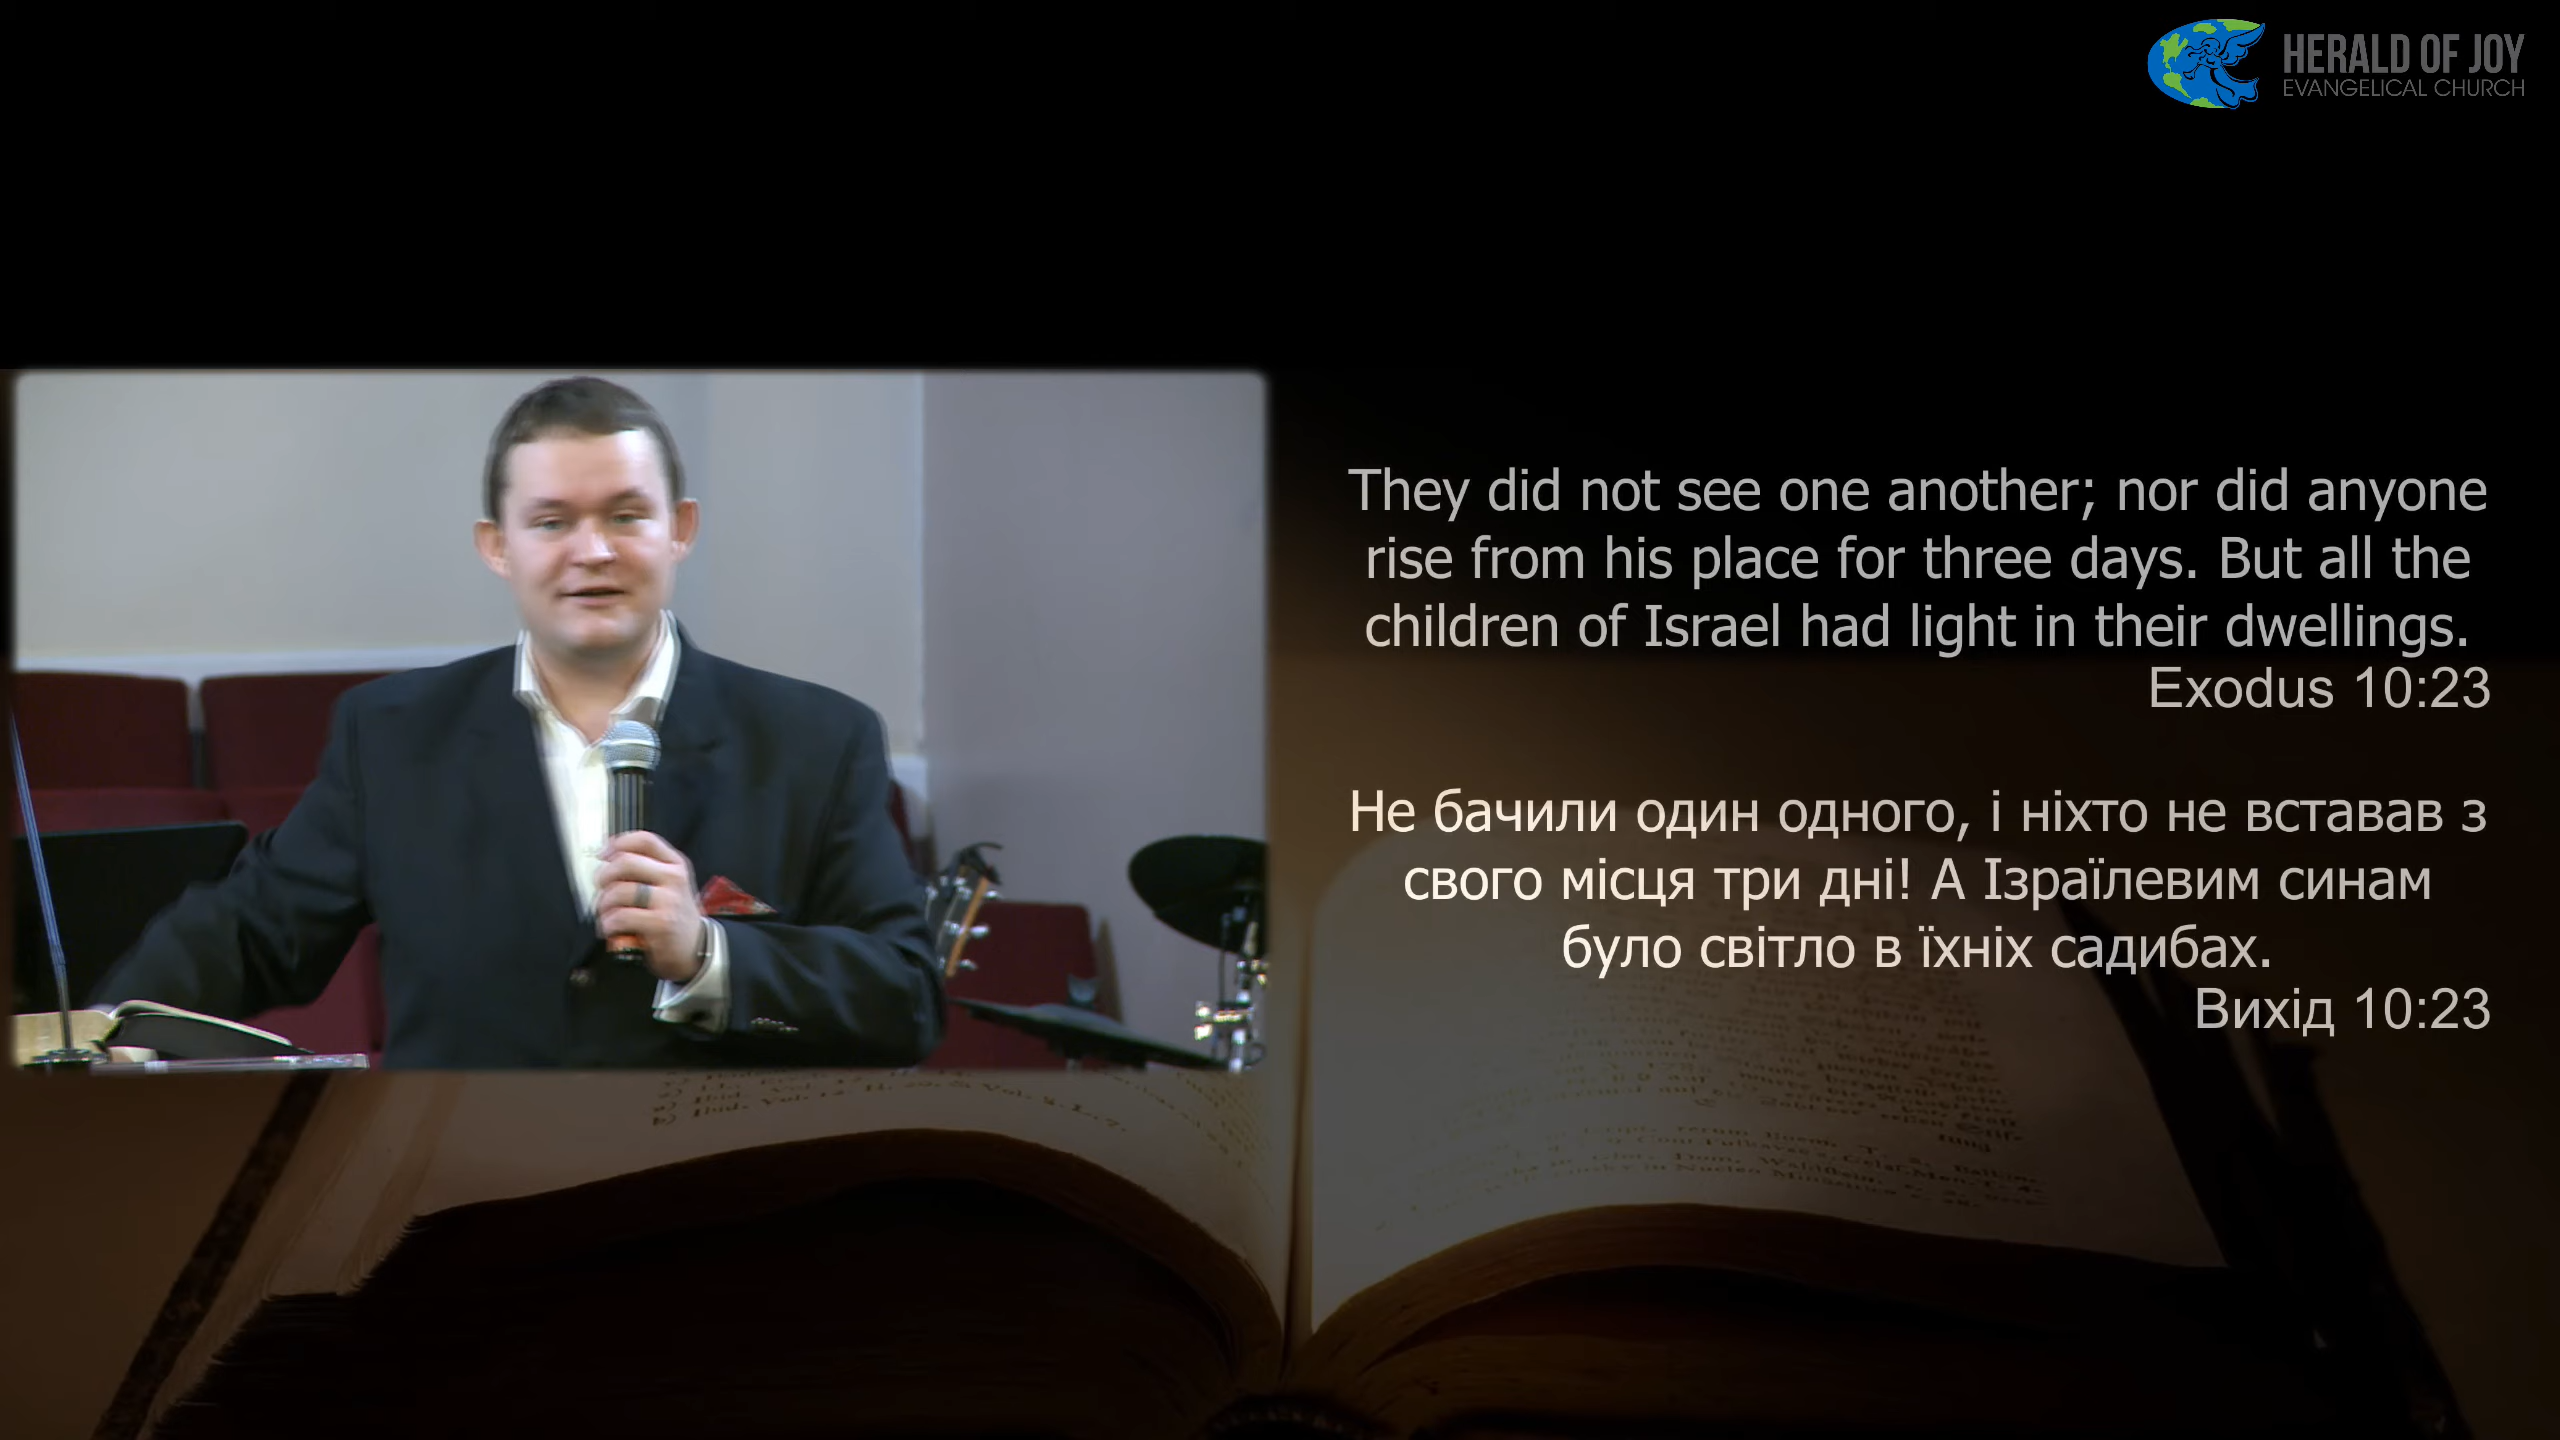 HERALD OF JOY
EVANGELICAL CHURCH
They did not see one another; nor did anyone
rise from his place for three days. But all the
children of Israel had light in their dwellings.
Exodus 10:23
Не бачили один одного, і ніхто не вставав з
свого місця три дні! А Ізраїлевим синам
було світло в їхніх садибах.
Вихід 10:23